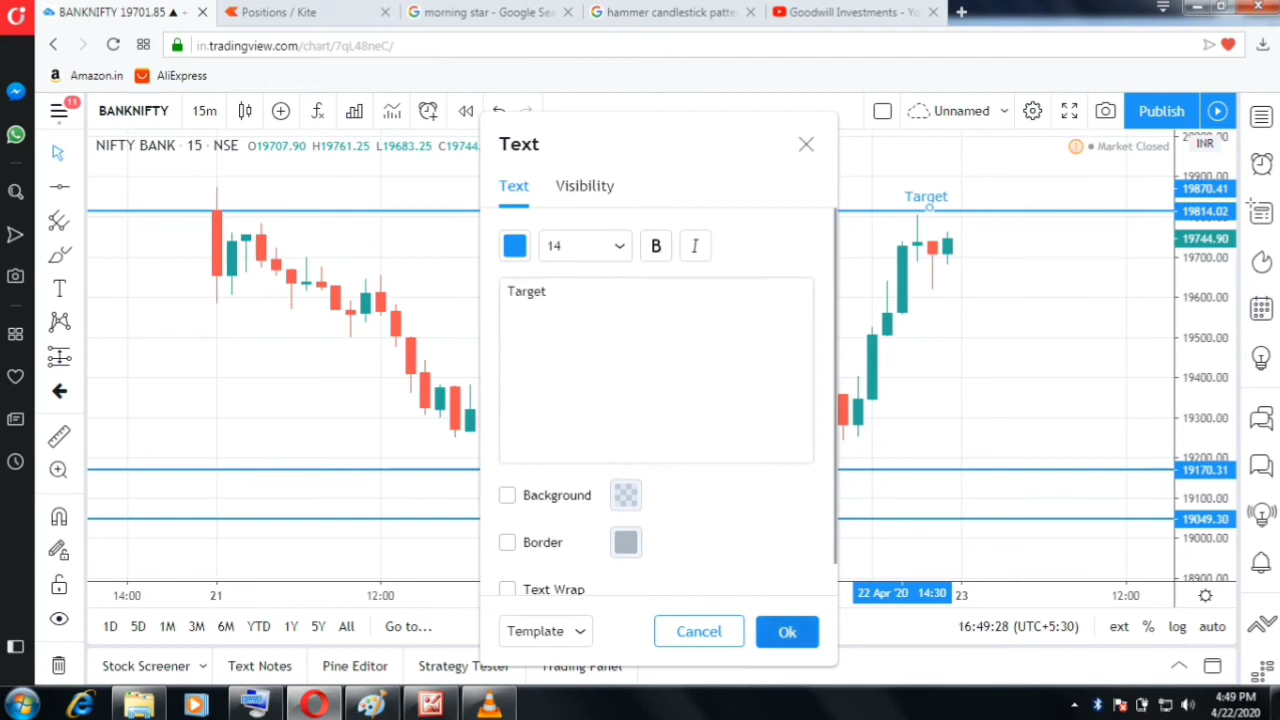 BANKNIFTY 19701.85 ▲ +
Positions / Kite
morning star - Google Sea
hammer candlestick patte
Goodwill Investments - Yo
in.tradingview.com/chart/7qL48neC/
Amazon.in
AliExpress
11
BANKNIFTY
15m
Unnamed
Publish
NIFTY BANK · 15 · NSE O19707.90 H19761.25 L19683.25 C19744.
Market Closed
INR
Text
Text
Visibility
14
B
I
Target
Background
Border
Text Wrap
Template
Cancel
Ok
Target
19900.00
19870.41
19814.02
19744.90
19700.00
19600.00
19500.00
19400.00
19300.00
19200.00
19170.31
19100.00
19049.30
19000.00
18900.00
14:00
21
12:00
22 Apr '20 14:30
23
12:00
1D 5D 1M 3M 6M YTD 1Y 5Y All
Go to...
16:49:28 (UTC+5:30)
ext % log auto
Stock Screener
Text Notes
Pine Editor
Strategy Tester
Trading Panel
4:49 PM
4/22/2020